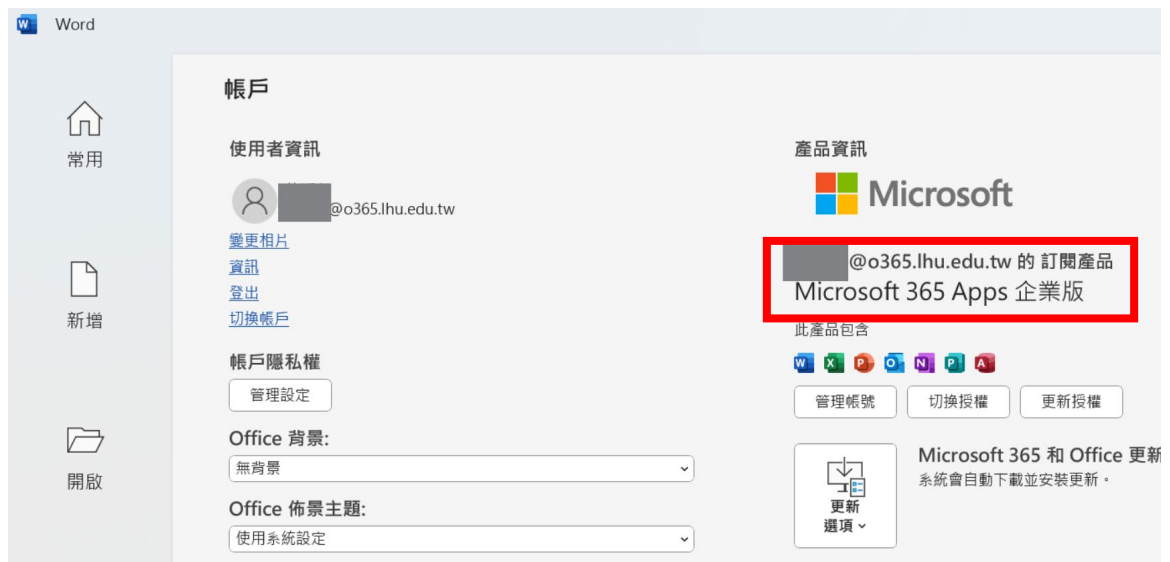 Word
常用
新增
開啟
帳戶
使用者資訊
@o365.lhu.edu.tw
變更相片
資訊
登出
切換帳戶
帳戶隱私權
管理設定
Office 背景:
無背景
Office 佈景主題:
使用系統設定
產品資訊
Microsoft
@o365.lhu.edu.tw 的 訂閱產品
Microsoft 365 Apps 企業版
此產品包含
管理帳號
切換授權
更新授權
更新
選項
Microsoft 365 和 Office 更新
系統會自動下載並安裝更新。